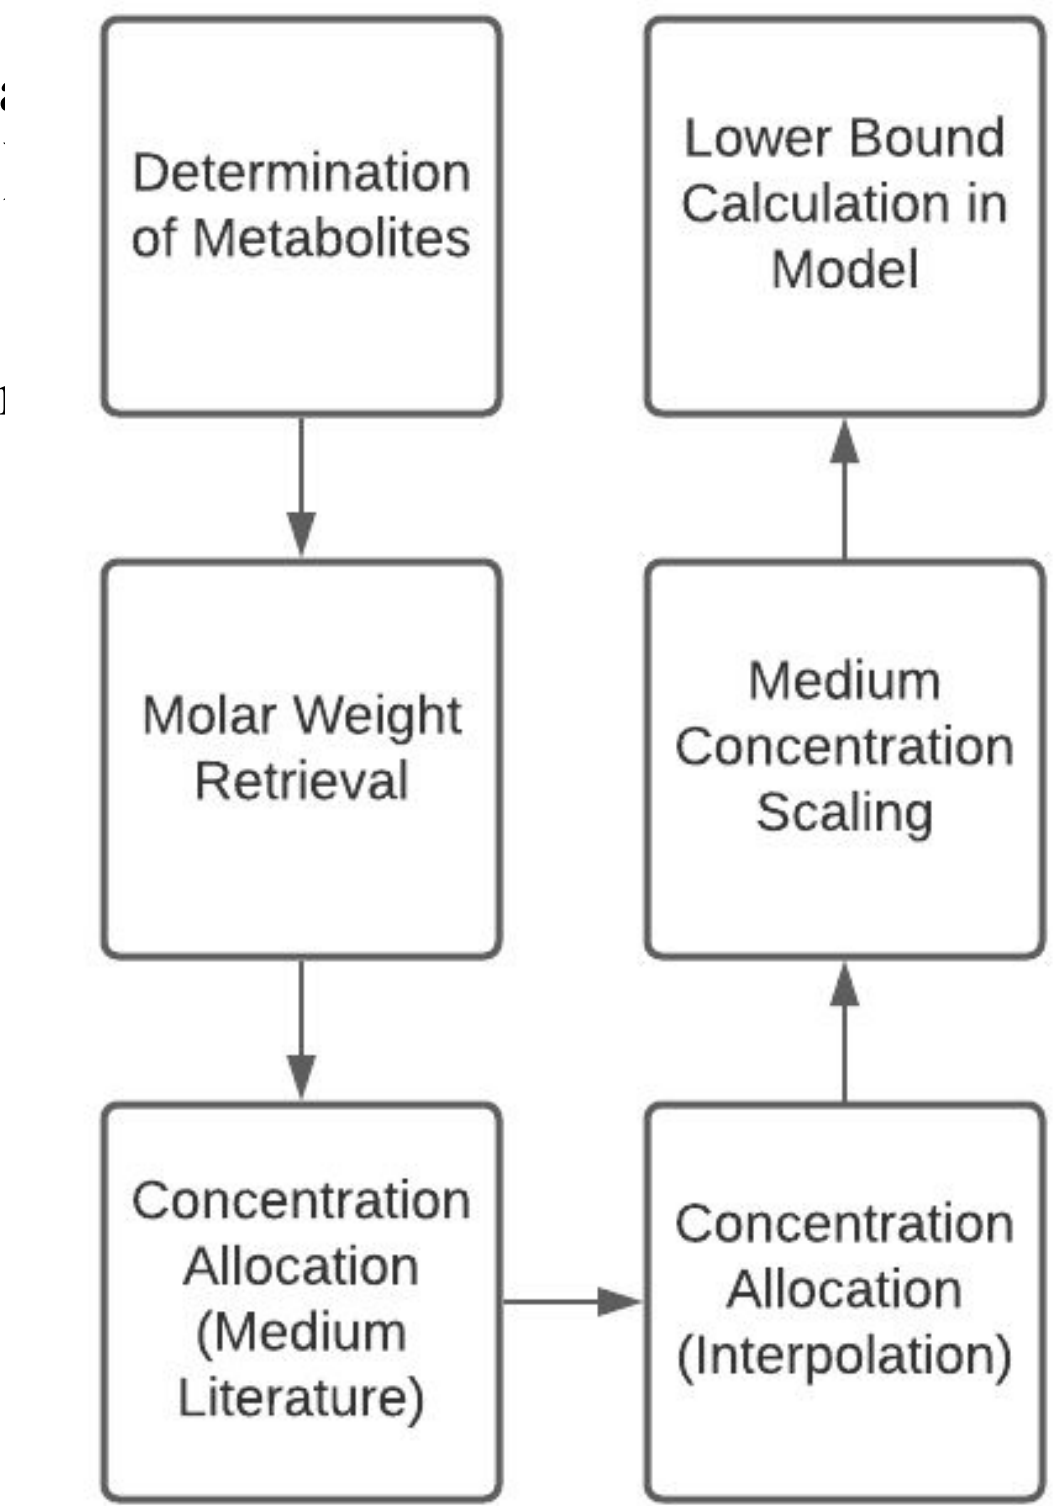 Determination
of Metabolites
Molar Weight
Retrieval
Concentration
Allocation
(Medium
Literature)
Concentration
Allocation
(Interpolation)
Medium
Concentration
Scaling
Lower Bound
Calculation in
Model